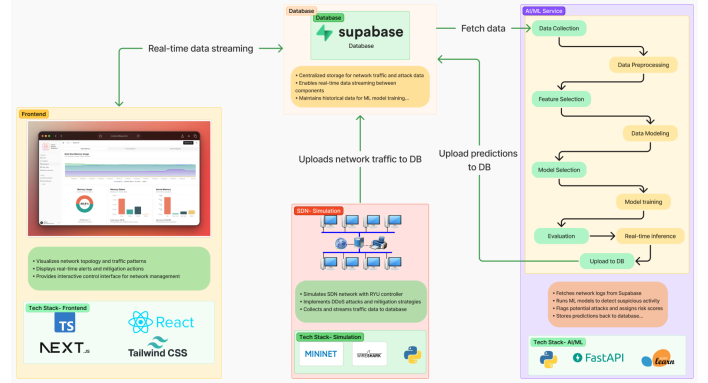 Database
Database
supabase
Database
• Centralized storage for network traffic and attack data
• Enables real-time data streaming between
components
• Maintains historical data for ML model training...
Real-time data streaming
Fetch data
Uploads network traffic to DB
Upload predictions
to DB
Frontend
• Visualizes network topology and traffic patterns
• Displays real-time alerts and mitigation actions
• Provides interactive control interface for network management
Tech Stack- Frontend
TS
React
NEXT.JS
Tailwind CSS
SDN- Simulation
• Simulates SDN network with RYU controller
• Implements DDoS attacks and mitigation strategies
• Collects and streams traffic data to database
Tech Stack- Simulation
MININET
WIRESHARK
AI/ML Service
Data Collection
Data Preprocessing
Feature Selection
Data Modeling
Model Selection
Model training
Evaluation
Real-time inference
Upload to DB
• Fetches network logs from Supabase
• Runs ML models to detect suspicious activity
• Flags potential attacks and assigns risk scores
• Stores predictions back to database...
Tech Stack- AI/ML
FastAPI
learn